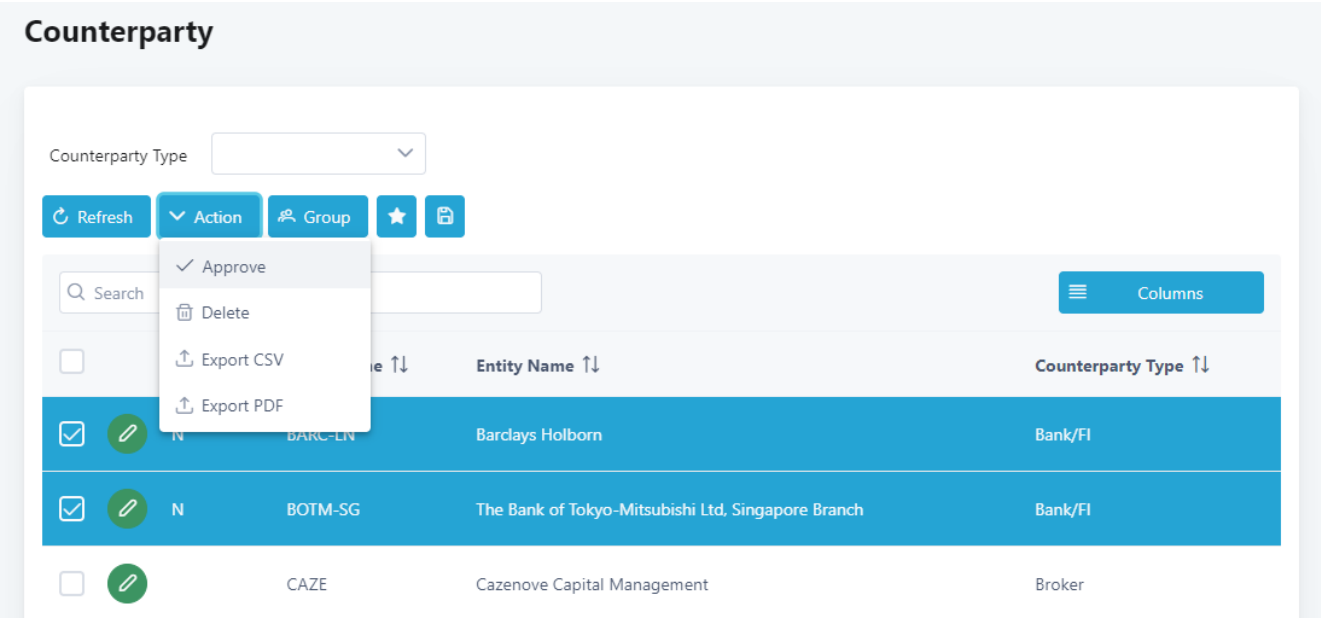 Counterparty
Counterparty Type
Refresh Action Group
Approve
Search Columns
Delete
Export CSV
Entity Name Counterparty Type
Export PDF
N BARC-LN Barclays Holborn Bank/FI
N BOTM-SG The Bank of Tokyo-Mitsubishi Ltd, Singapore Branch Bank/FI
CAZE Cazenove Capital Management Broker